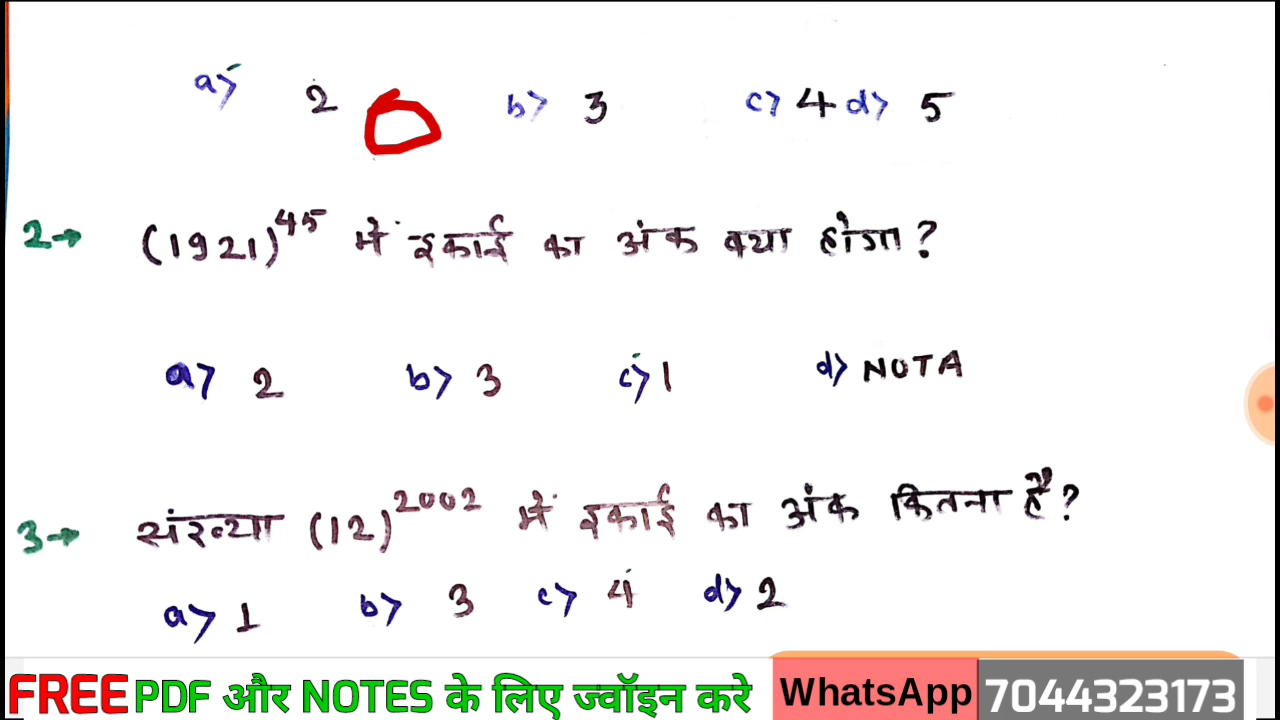 a> 2 b> 3 c> 4 d> 5
2→ (1921)^45 में इकाई का अंक क्या होगा?
a> 2 b> 3 c> 1 d> NOTA
3→ संख्या (12)^2002 में इकाई का अंक कितना है?
a> 1 b> 3 c> 4 d> 2
FREE PDF और NOTES के लिए ज्वॉइन करे WhatsApp 7044323173